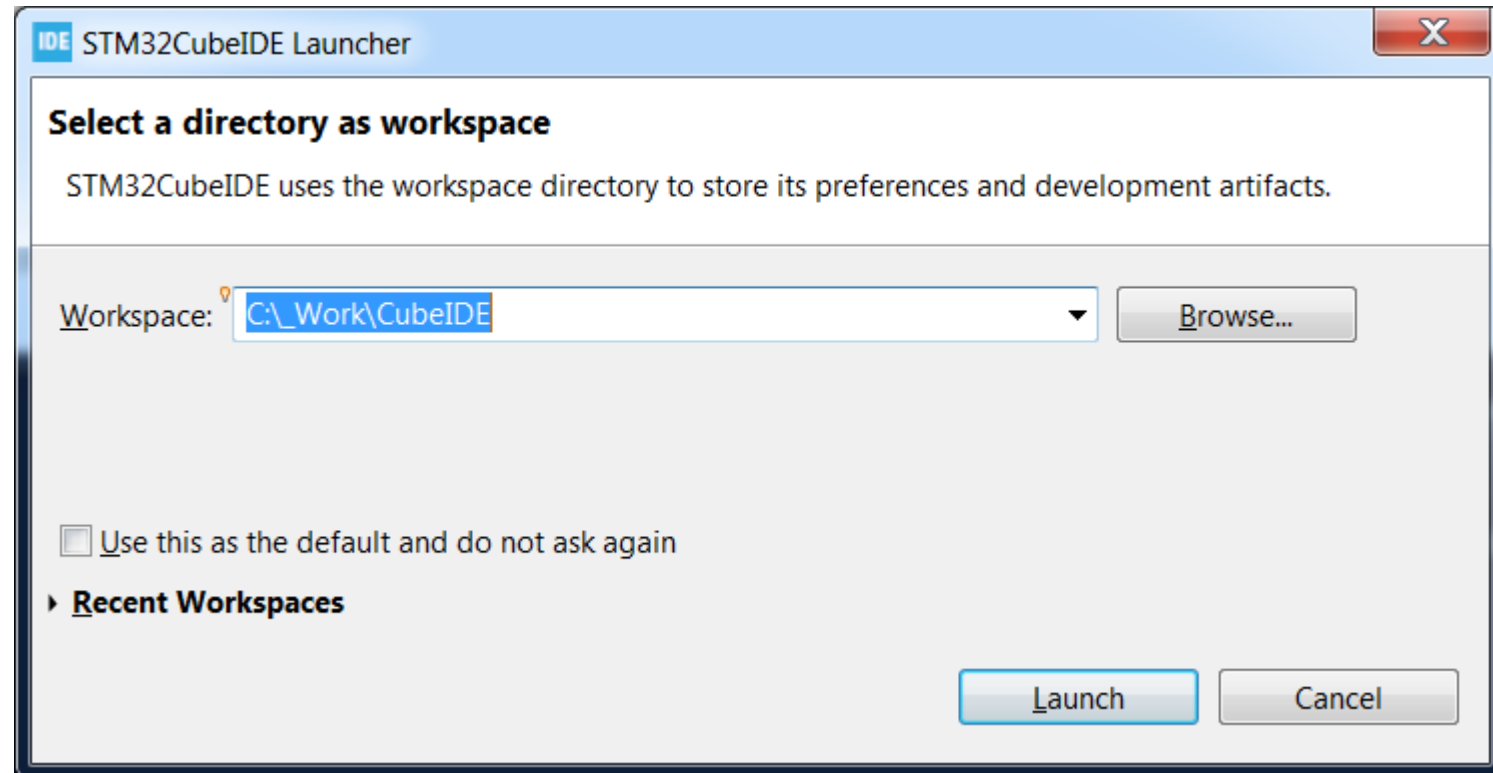 IDE STM32CubeIDE Launcher
Select a directory as workspace
STM32CubeIDE uses the workspace directory to store its preferences and development artifacts.
Workspace: C:\_Work\CubeIDE Browse...
Use this as the default and do not ask again
Recent Workspaces
Launch Cancel